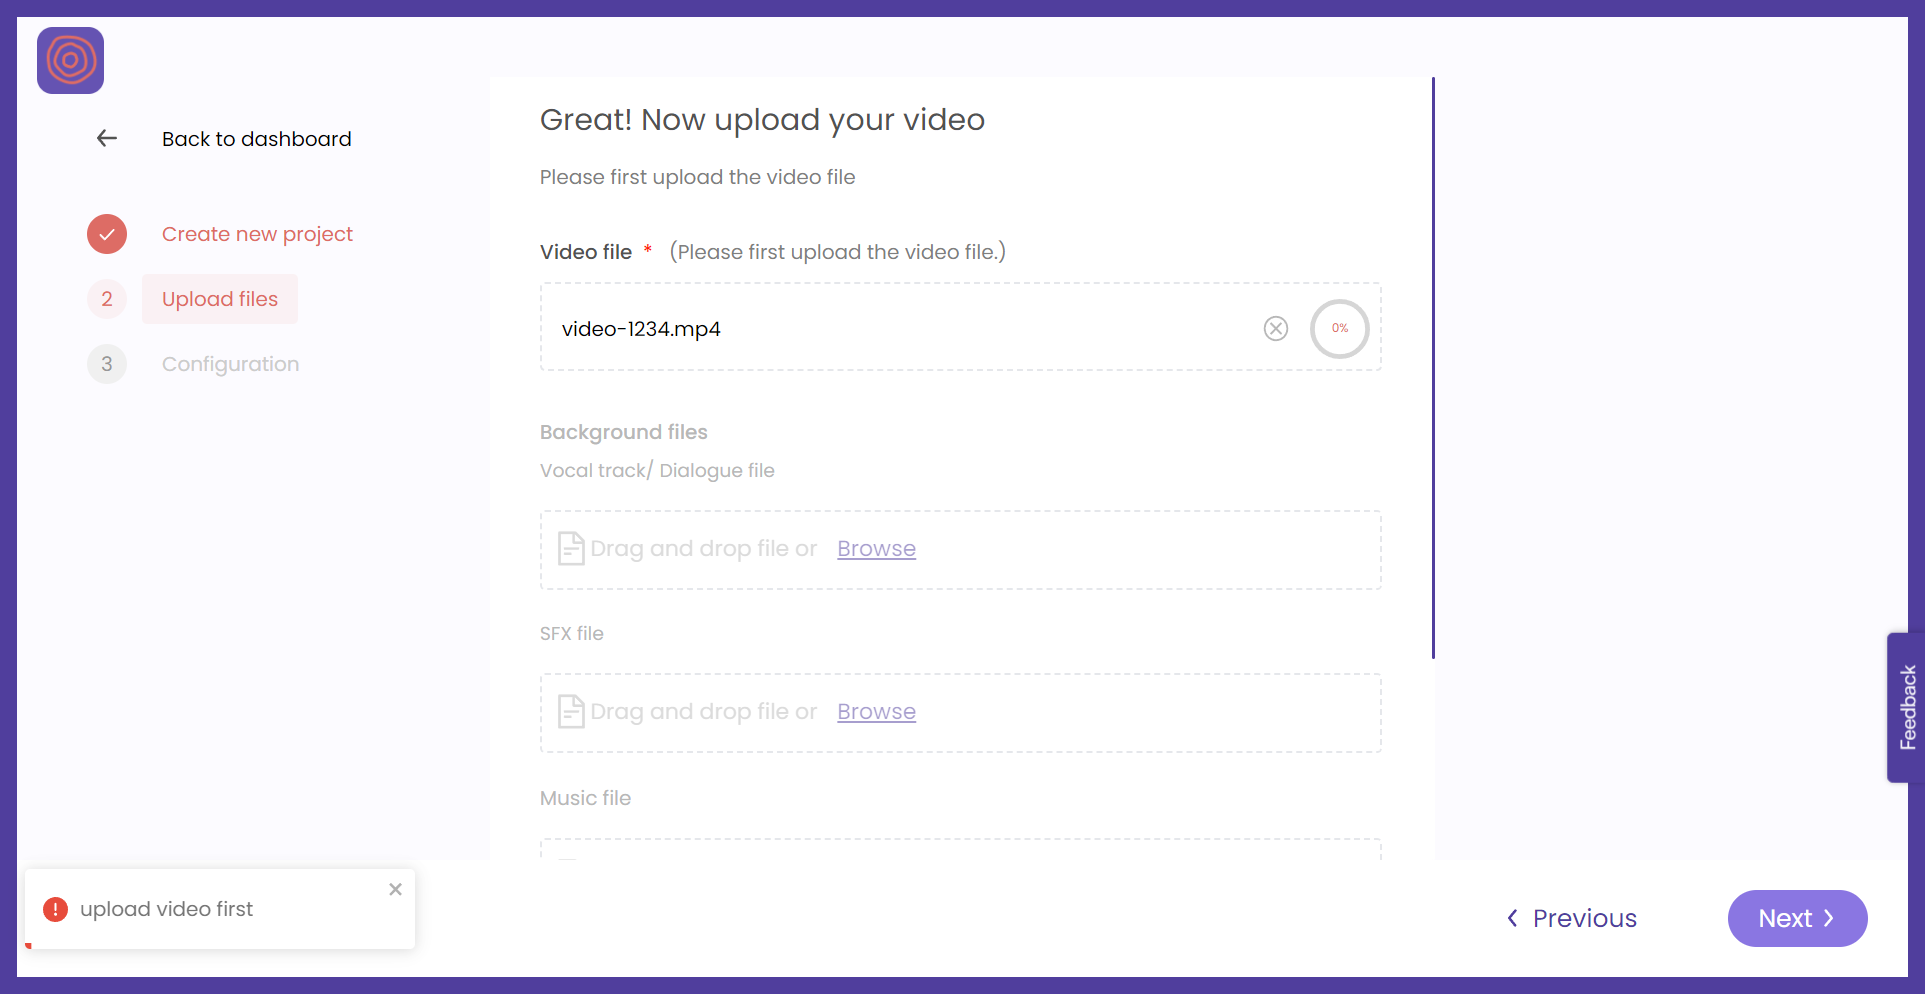 Back to dashboard
Create new project
2 Upload files
3 Configuration
Great! Now upload your video
Please first upload the video file
Video file * (Please first upload the video file.)
video-1234.mp4 0%
Background files
Vocal track/ Dialogue file
Drag and drop file or Browse
SFX file
Drag and drop file or Browse
Music file
Feedback
upload video first
Previous
Next